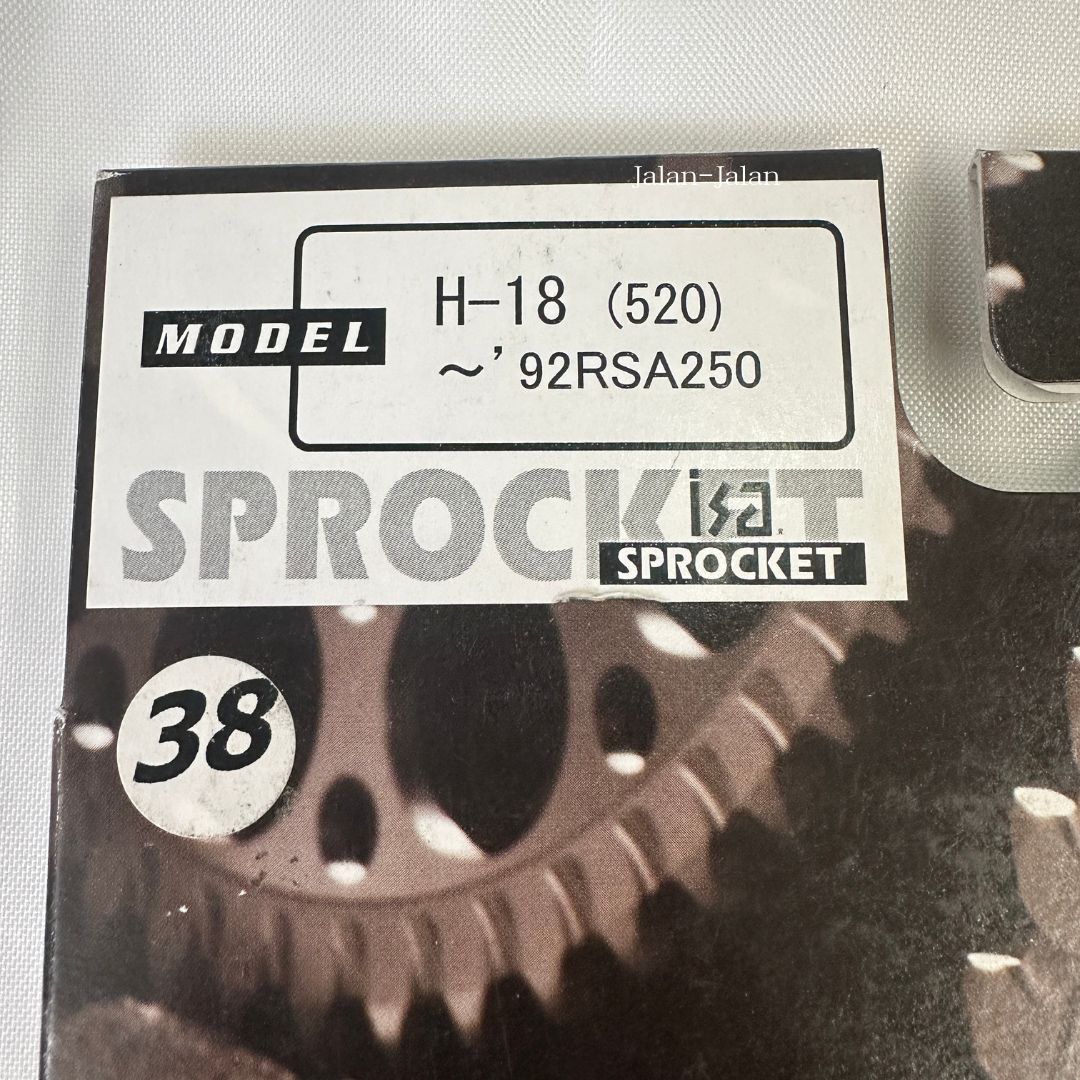 Jalan-Jalan
H-18 (520)
MODEL
~'92RSA250
SPROCKET
isa
SPROCKET
38